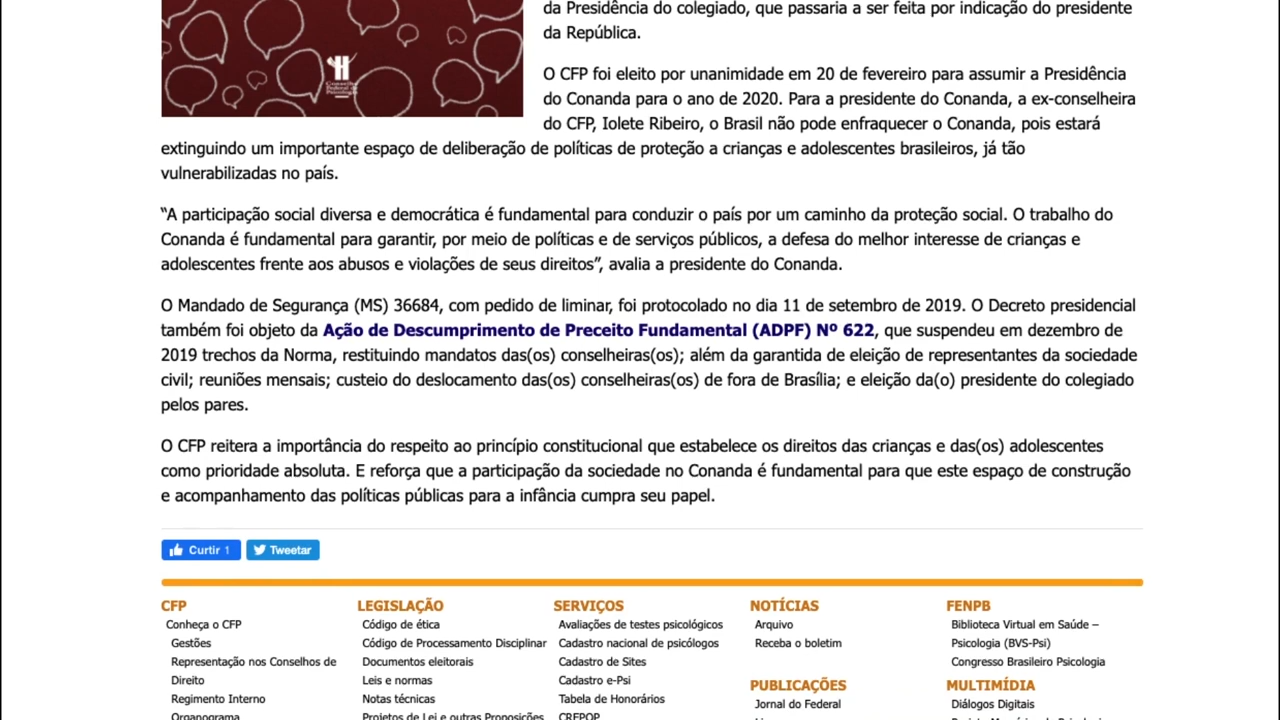 da Presidência do colegiado, que passaria a ser feita por indicação do presidente
da República.
Conselho
Federal de
Psicologia
O CFP foi eleito por unanimidade em 20 de fevereiro para assumir a Presidência
do Conanda para o ano de 2020. Para a presidente do Conanda, a ex-conselheira
do CFP, Iolete Ribeiro, o Brasil não pode enfraquecer o Conanda, pois estará
extinguindo um importante espaço de deliberação de políticas de proteção a crianças e adolescentes brasileiros, já tão
vulnerabilizadas no país.
“A participação social diversa e democrática é fundamental para conduzir o país por um caminho da proteção social. O trabalho do
Conanda é fundamental para garantir, por meio de políticas e de serviços públicos, a defesa do melhor interesse de crianças e
adolescentes frente aos abusos e violações de seus direitos”, avalia a presidente do Conanda.
O Mandado de Segurança (MS) 36684, com pedido de liminar, foi protocolado no dia 11 de setembro de 2019. O Decreto presidencial
também foi objeto da Ação de Descumprimento de Preceito Fundamental (ADPF) Nº 622, que suspendeu em dezembro de
2019 trechos da Norma, restituindo mandatos das(os) conselheiras(os); além da garantida de eleição de representantes da sociedade
civil; reuniões mensais; custeio do deslocamento das(os) conselheiras(os) de fora de Brasília; e eleição da(o) presidente do colegiado
pelos pares.
O CFP reitera a importância do respeito ao princípio constitucional que estabelece os direitos das crianças e das(os) adolescentes
como prioridade absoluta. E reforça que a participação da sociedade no Conanda é fundamental para que este espaço de construção
e acompanhamento das políticas públicas para a infância cumpra seu papel.
Curtir 1
Tweetar
CFP
Conheça o CFP
Gestões
Representação nos Conselhos de
Direito
Regimento Interno
Organograma
LEGISLAÇÃO
Código de ética
Código de Processamento Disciplinar
Documentos eleitorais
Leis e normas
Notas técnicas
Projetos de Lei e outras Proposições
SERVIÇOS
Avaliações de testes psicológicos
Cadastro nacional de psicólogos
Cadastro de Sites
Cadastro e-Psi
Tabela de Honorários
CREPOP
NOTÍCIAS
Arquivo
Receba o boletim
PUBLICAÇÕES
Jornal do Federal
FENPB
Biblioteca Virtual em Saúde –
Psicologia (BVS-Psi)
Congresso Brasileiro Psicologia
MULTIMÍDIA
Diálogos Digitais